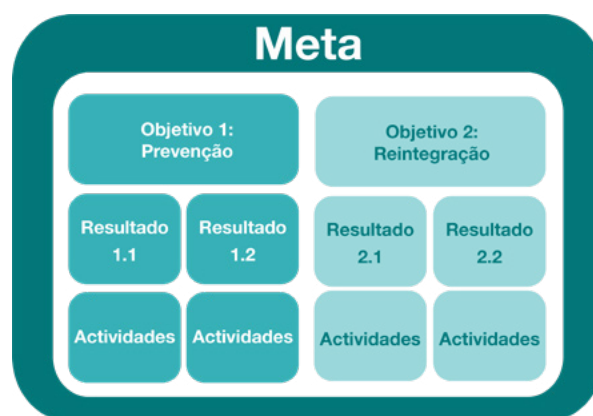 Meta
Objetivo 1:
Prevenção
Objetivo 2:
Reintegração
Resultado
1.1
Resultado
1.2
Resultado
2.1
Resultado
2.2
Actividades
Actividades
Actividades
Actividades